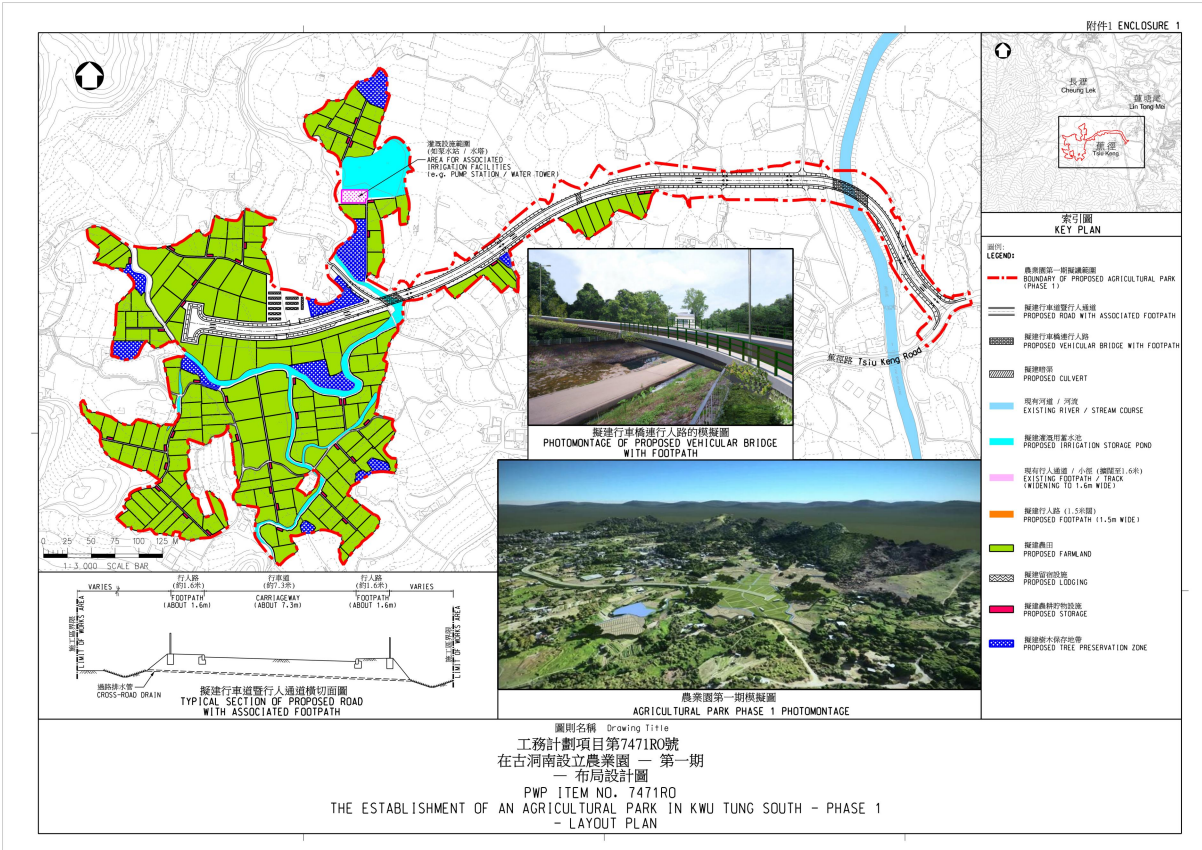 附件1 ENCLOSURE 1
灌溉設施範圍
(如泵水站 / 水塔)
AREA FOR ASSOCIATED
IRRIGATION FACILITIES
(e.g. PUMP STATION / WATER TOWER)
長瀝
Cheung Lek
蓮塘尾
Lin Tong Mei
蕉徑
Tsiu Keng
索引圖
KEY PLAN
圖例:
LEGEND:
農業園第一期擬議範圍
BOUNDARY OF PROPOSED AGRICULTURAL PARK
(PHASE 1)
擬建行車道暨行人通道
PROPOSED ROAD WITH ASSOCIATED FOOTPATH
擬建行車橋連行人路
PROPOSED VEHICULAR BRIDGE WITH FOOTPATH
擬建暗渠
PROPOSED CULVERT
現有河道 / 河流
EXISTING RIVER / STREAM COURSE
擬建灌溉用蓄水池
PROPOSED IRRIGATION STORAGE POND
現有行人通道 / 小徑 (擴闊至1.6米)
EXISTING FOOTPATH / TRACK
(WIDENING TO 1.6m WIDE)
擬建行人路 (1.5米闊)
PROPOSED FOOTPATH (1.5m WIDE)
擬建農田
PROPOSED FARMLAND
擬建留宿設施
PROPOSED LODGING
擬建農耕貯物設施
PROPOSED STORAGE
擬建樹木保存地帶
PROPOSED TREE PRESERVATION ZONE
蕉徑路 Tsiu Keng Road
擬建行車橋連行人路的模擬圖
PHOTOMONTAGE OF PROPOSED VEHICULAR BRIDGE
WITH FOOTPATH
0 25 50 75 100 125 M
1:3 000 SCALE BAR
VARIES
行人路
(約1.6米)
FOOTPATH
(ABOUT 1.6m)
行車道
(約7.3米)
CARRIAGEWAY
(ABOUT 7.3m)
行人路
(約1.6米)
FOOTPATH
(ABOUT 1.6m)
VARIES
施工區界限
LIMIT OF WORKS AREA
施工區界限
LIMIT OF WORKS AREA
過路排水管
CROSS-ROAD DRAIN
擬建行車道暨行人通道橫切面圖
TYPICAL SECTION OF PROPOSED ROAD
WITH ASSOCIATED FOOTPATH
農業園第一期模擬圖
AGRICULTURAL PARK PHASE 1 PHOTOMONTAGE
圖則名稱 Drawing Title
工務計劃項目第7471RO號
在古洞南設立農業園 — 第一期
— 布局設計圖
PWP ITEM NO. 7471RO
THE ESTABLISHMENT OF AN AGRICULTURAL PARK IN KWU TUNG SOUTH - PHASE 1
- LAYOUT PLAN